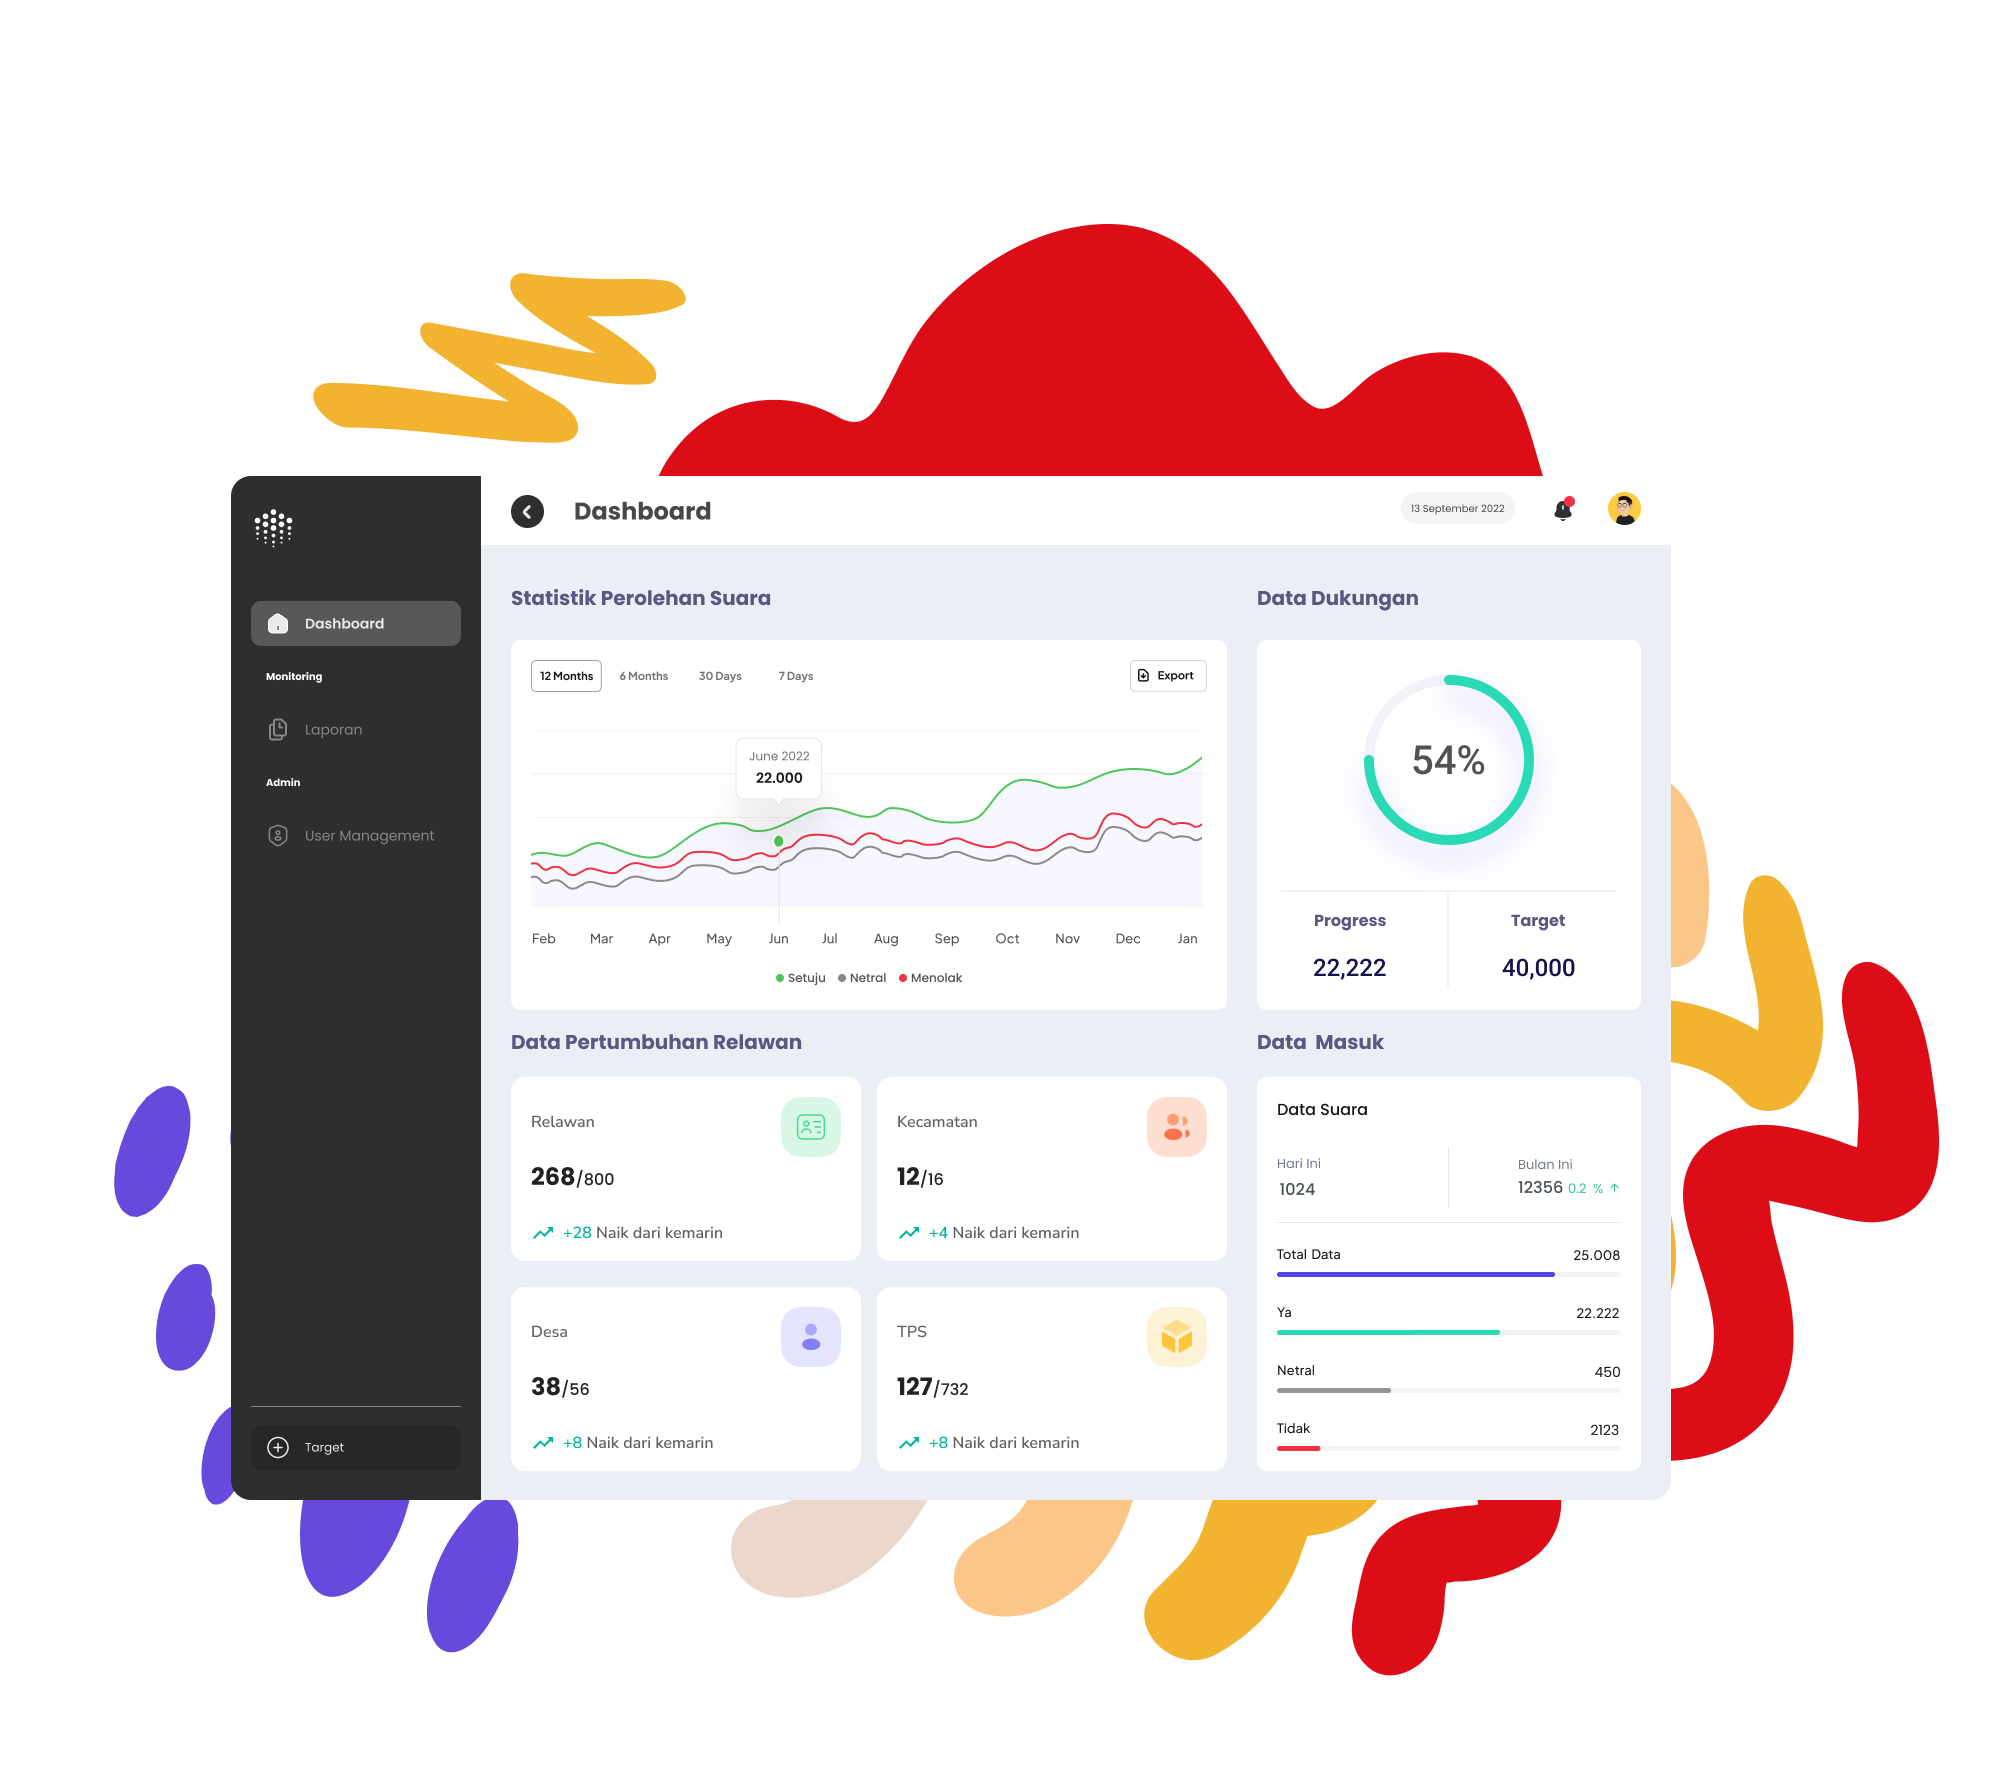 Dashboard
Monitoring
Laporan
Admin
User Management
Target
Dashboard
13 September 2022
Statistik Perolehan Suara
12 Months 6 Months 30 Days 7 Days
Export
June 2022
22.000
Feb Mar Apr May Jun Jul Aug Sep Oct Nov Dec Jan
Setuju Netral Menolak
Data Dukungan
54%
Progress Target
22,222 40,000
Data Pertumbuhan Relawan
Relawan
268/800
+28 Naik dari kemarin
Kecamatan
12/16
+4 Naik dari kemarin
Desa
38/56
+8 Naik dari kemarin
TPS
127/732
+8 Naik dari kemarin
Data Masuk
Data Suara
Hari Ini Bulan Ini
1024 12356 0.2 % ↑
Total Data 25.008
Ya 22.222
Netral 450
Tidak 2123